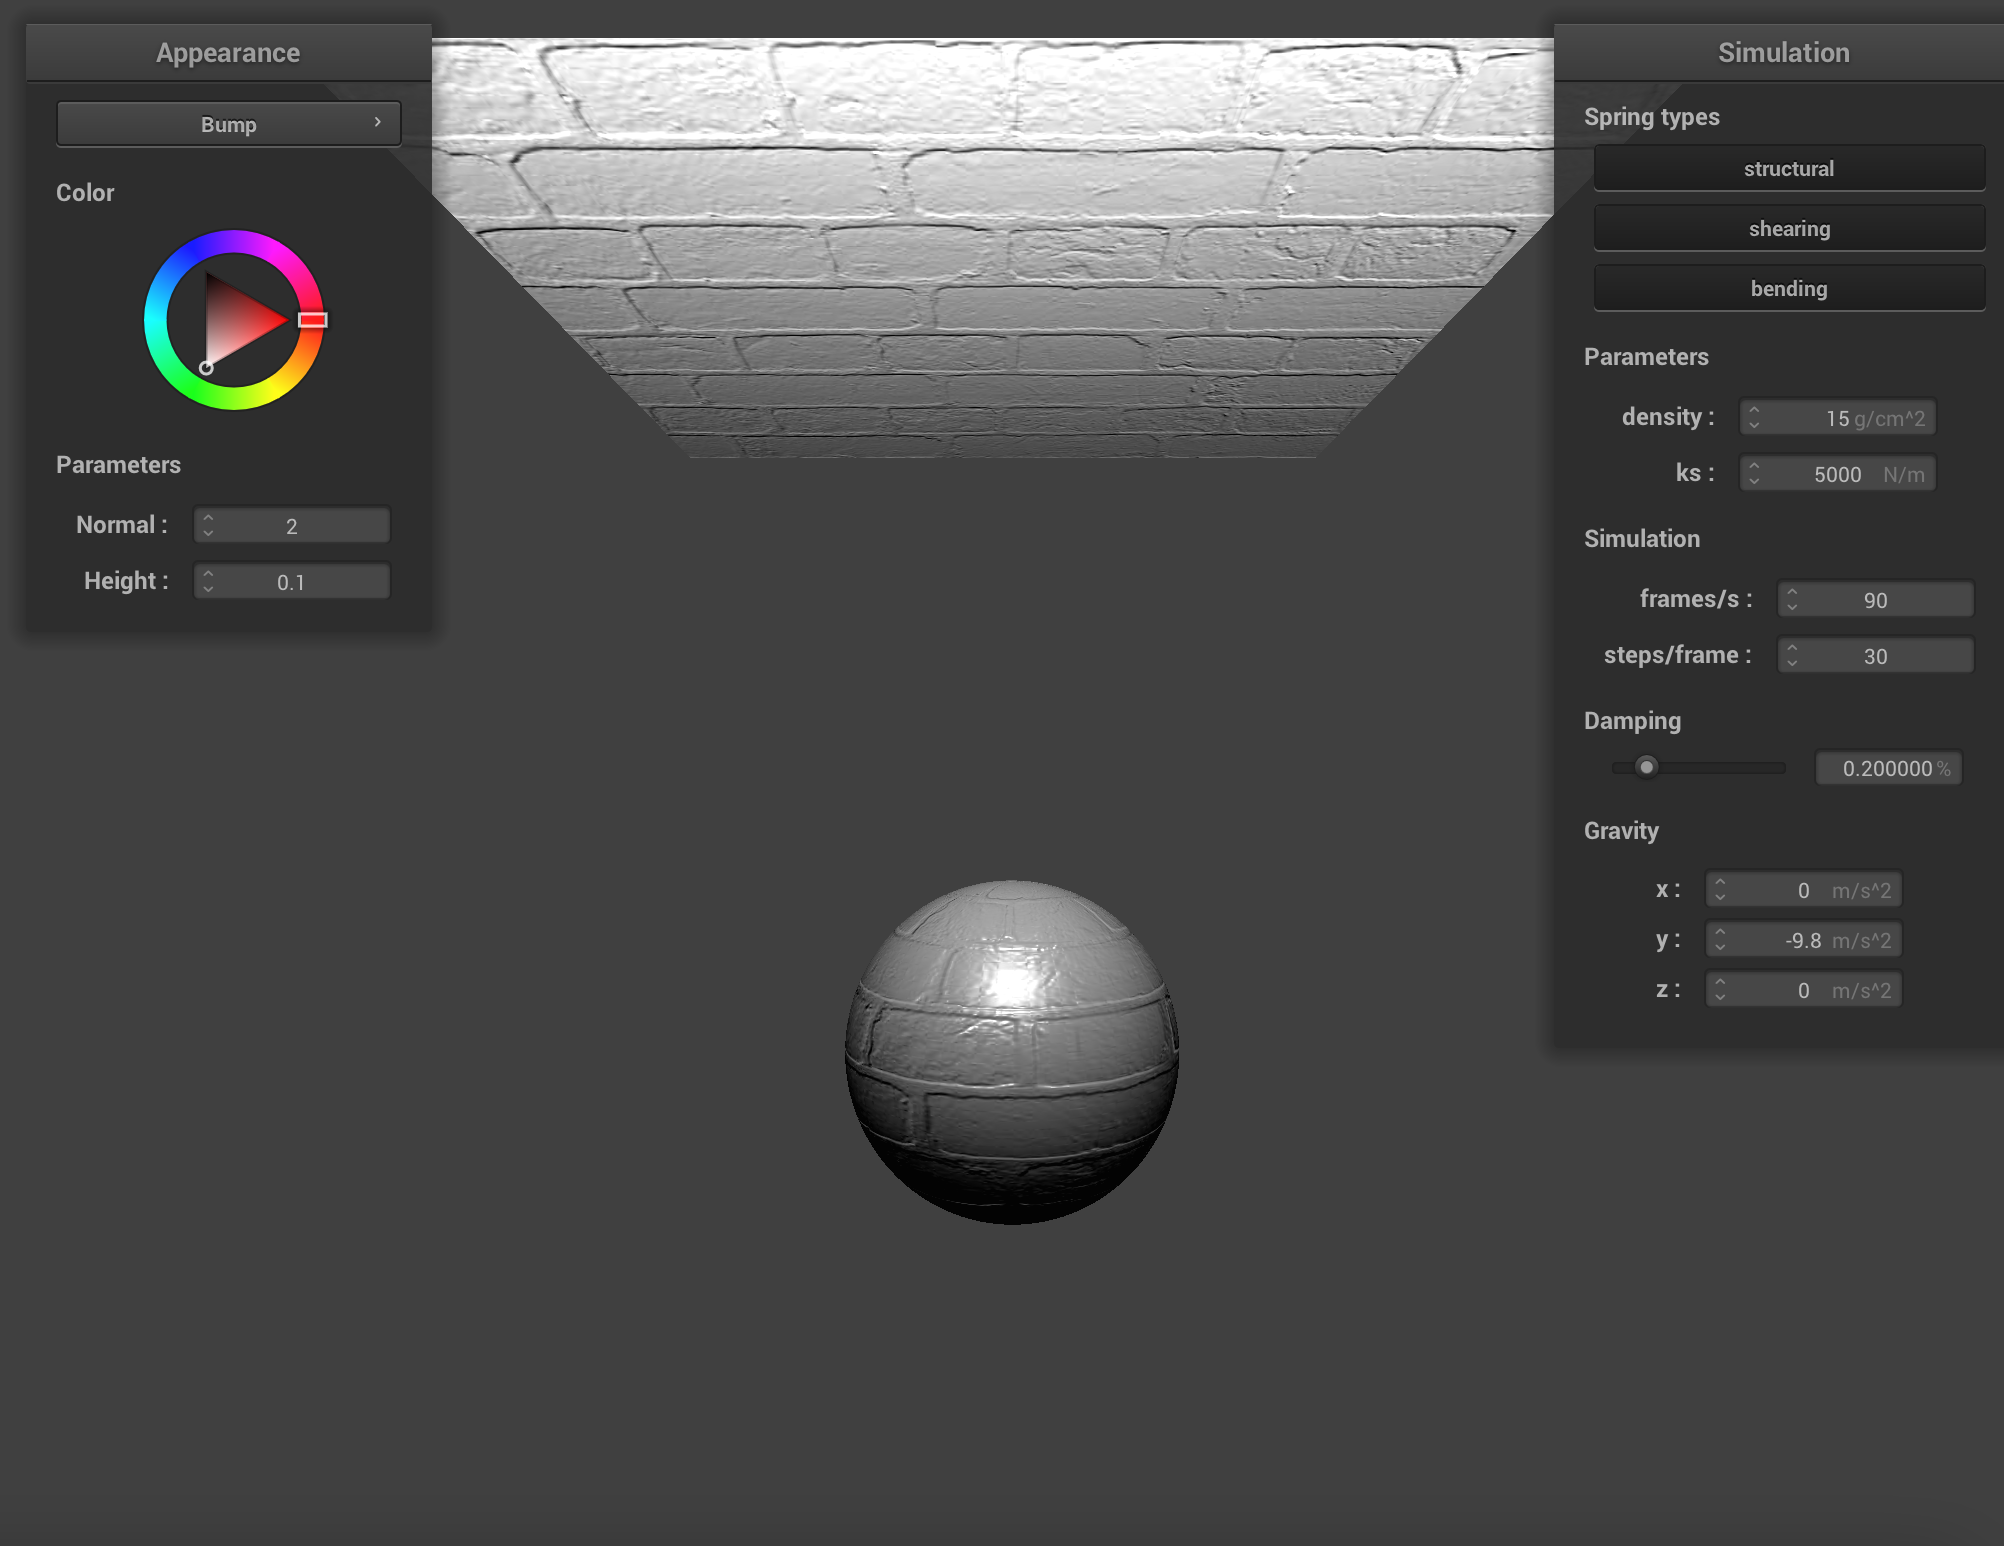 Appearance
Bump
Color
Parameters
Normal : 2
Height : 0.1
Simulation
Spring types
structural
shearing
bending
Parameters
density : 15 g/cm^2
ks : 5000 N/m
Simulation
frames/s : 90
steps/frame : 30
Damping
0.200000 %
Gravity
x : 0 m/s^2
y : -9.8 m/s^2
z : 0 m/s^2